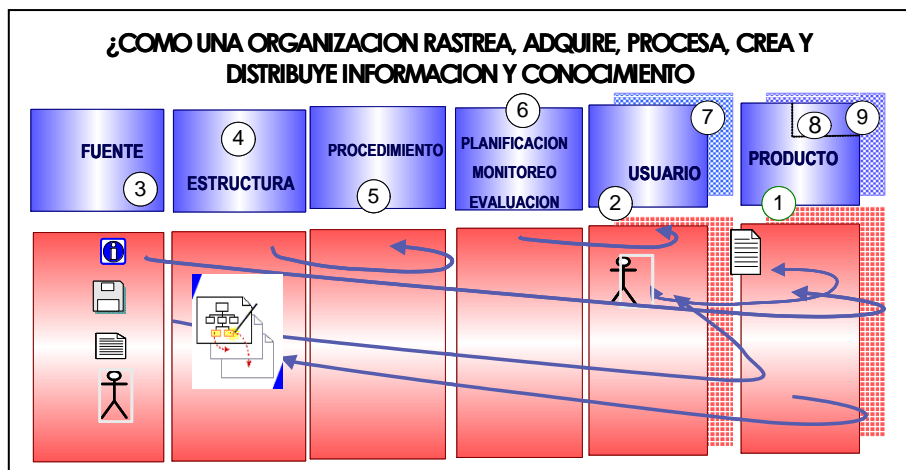 ¿COMO UNA ORGANIZACION RASTREA, ADQUIRE, PROCESA, CREA Y
DISTRIBUYE INFORMACION Y CONOCIMIENTO
FUENTE
3
4
ESTRUCTURA
PROCEDIMIENTO
5
6
PLANIFICACION
MONITOREO
EVALUACION
7
USUARIO
2
8
9
PRODUCTO
1